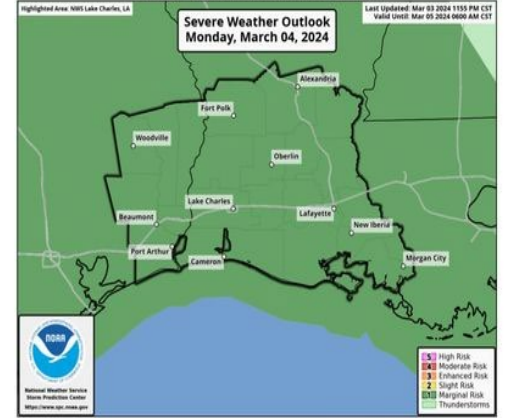 Highlighted Area: NWS Lake Charles, LA
Severe Weather Outlook
Monday, March 04, 2024
Last Updated: Mar 03 2024 1155 PM CST
Valid Until: Mar 05 2024 0600 AM CST
Alexandria
Fort Polk
Woodville
Oberlin
Lake Charles
Lafayette
Beaumont
New Iberia
Port Arthur
Cameron
Morgan City
NOAA
National Weather Service
Storm Prediction Center
https://www.spc.noaa.gov
5 High Risk
4 Moderate Risk
3 Enhanced Risk
2 Slight Risk
1 Marginal Risk
Thunderstorms